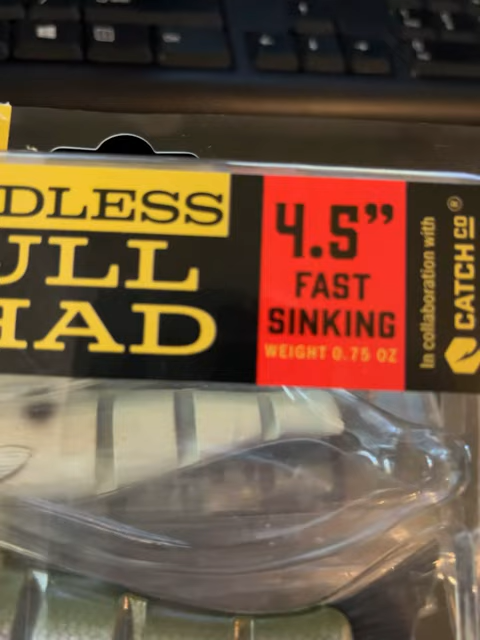 DLESS
ULL
HAD
4.5”
FAST
SINKING
WEIGHT 0.75 OZ
In collaboration with
CATCH CO®